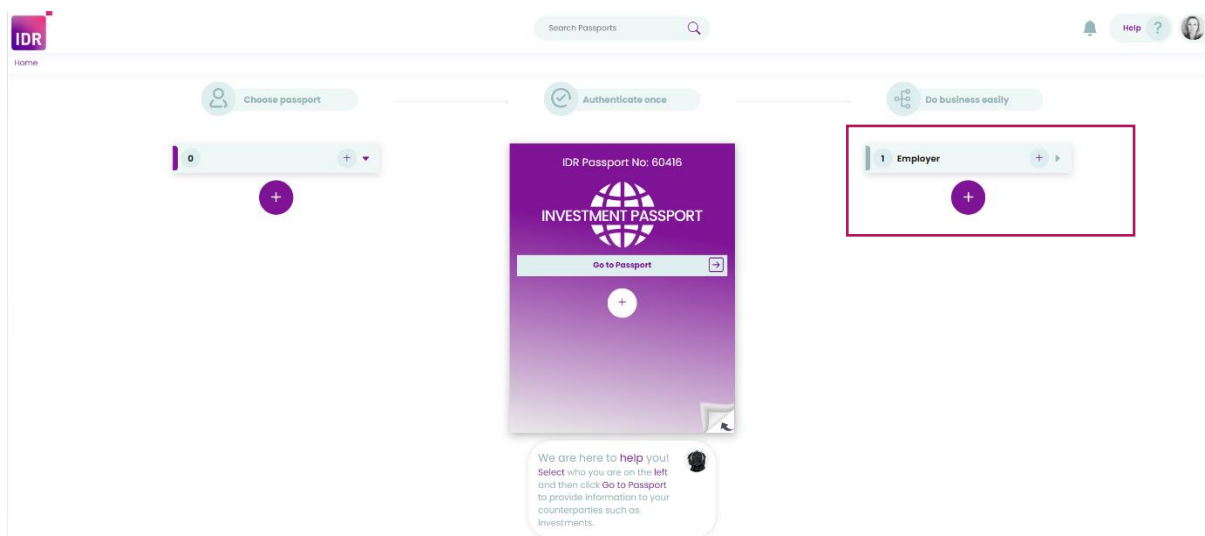 IDR
Search Passports
Help ?
Home
Choose passport
Authenticate once
Do business easily
0 +
+
IDR Passport No: 60416
INVESTMENT PASSPORT
Go to Passport
+
1 Employer +
+
We are here to help you!
Select who you are on the left
and then click Go to Passport
to provide information to your
counterparties such as
investments.